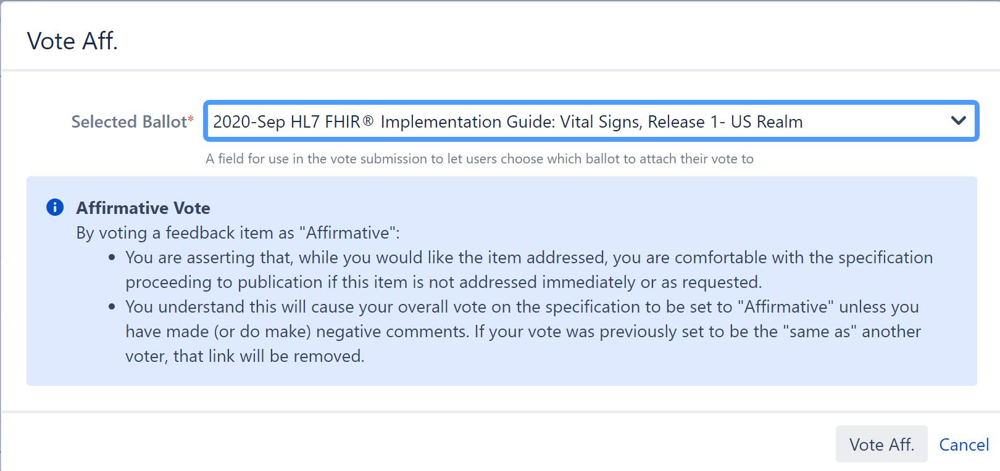 Vote Aff.
Selected Ballot*
2020-Sep HL7 FHIR® Implementation Guide: Vital Signs, Release 1- US Realm
A field for use in the vote submission to let users choose which ballot to attach their vote to
Affirmative Vote
By voting a feedback item as "Affirmative":
• You are asserting that, while you would like the item addressed, you are comfortable with the specification
proceeding to publication if this item is not addressed immediately or as requested.
• You understand this will cause your overall vote on the specification to be set to "Affirmative" unless you
have made (or do make) negative comments. If your vote was previously set to be the "same as" another
voter, that link will be removed.
Vote Aff. Cancel